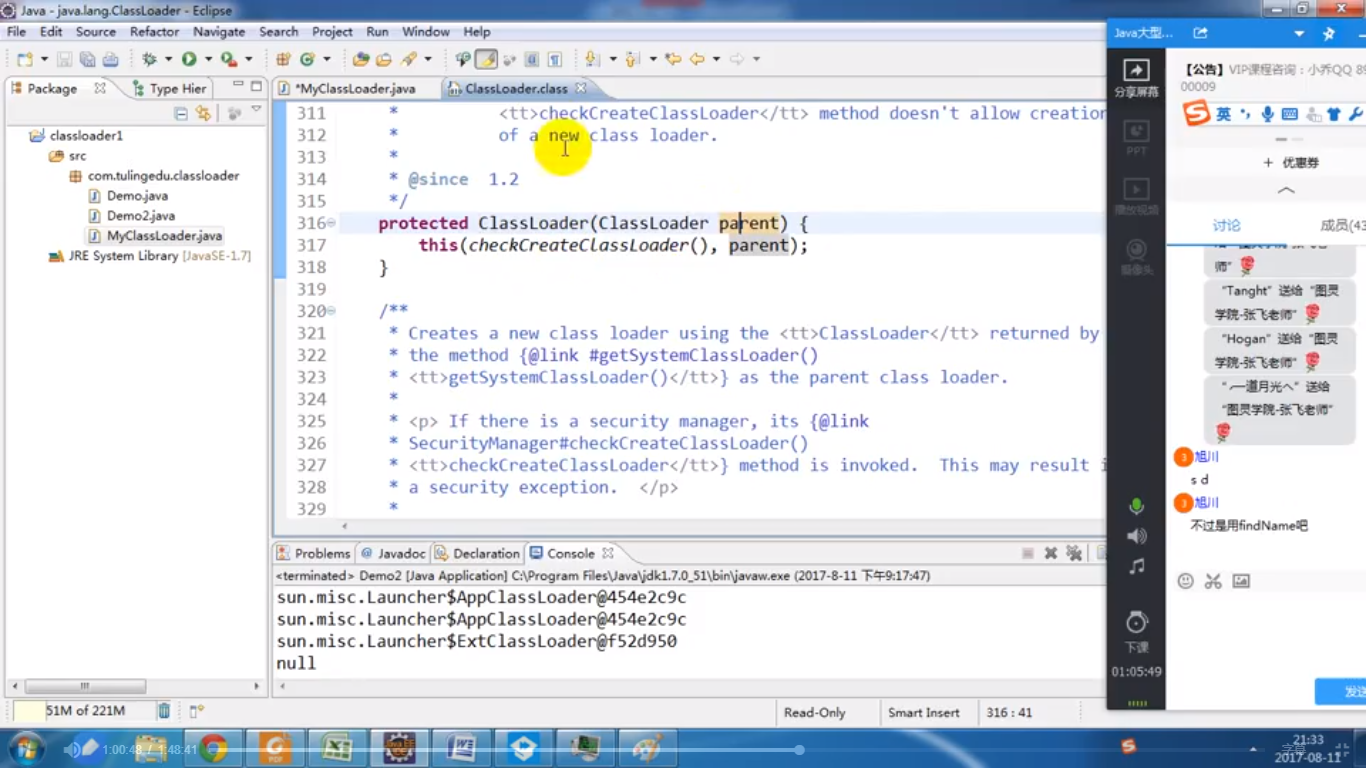 Java - java.lang.ClassLoader - Eclipse
File Edit Source Refactor Navigate Search Project Run Window Help
Package
Type Hier
classloader1
src
com.tulingedu.classloader
Demo.java
Demo2.java
MyClassLoader.java
JRE System Library [JavaSE-1.7]
*MyClassLoader.java
ClassLoader.class
311 * <tt>checkCreateClassLoader</tt> method doesn't allow creation
312 * of a new class loader.
313 *
314 * @since 1.2
315 */
316 protected ClassLoader(ClassLoader parent) {
317 this(checkCreateClassLoader(), parent);
318 }
319
320 /**
321 * Creates a new class loader using the <tt>ClassLoader</tt> returned by
322 * the method {@link #getSystemClassLoader()
323 * <tt>getSystemClassLoader()</tt>} as the parent class loader.
324 *
325 * <p> If there is a security manager, its {@link
326 * SecurityManager#checkCreateClassLoader()
327 * <tt>checkCreateClassLoader</tt>} method is invoked. This may result i
328 * a security exception. </p>
329 *
Problems @ Javadoc Declaration Console
<terminated> Demo2 [Java Application] C:\Program Files\Java\jdk1.7.0_51\bin\javaw.exe (2017-8-11 下午9:17:47)
sun.misc.Launcher$AppClassLoader@454e2c9c
sun.misc.Launcher$AppClassLoader@454e2c9c
sun.misc.Launcher$ExtClassLoader@f52d950
null
51M of 221M
Read-Only
Smart Insert
316 : 41
Java大型...
分享屏幕
PPT
播放视频
摄像头
下课
01:05:49
【公告】VIP课程咨询：小乔QQ 89
00009
英
+ 优惠券
讨论
成员(43
师”
“Tanght”送给“图灵
学院-张飞老师”
“Hogan”送给“图灵
学院-张飞老师”
“╭一道月光へ”送给
“图灵学院-张飞老师”
3 旭川
s d
3 旭川
不过是用findName吧
发送
1:00:48 / 1:48:41
字幕
21:33
2017-08-11